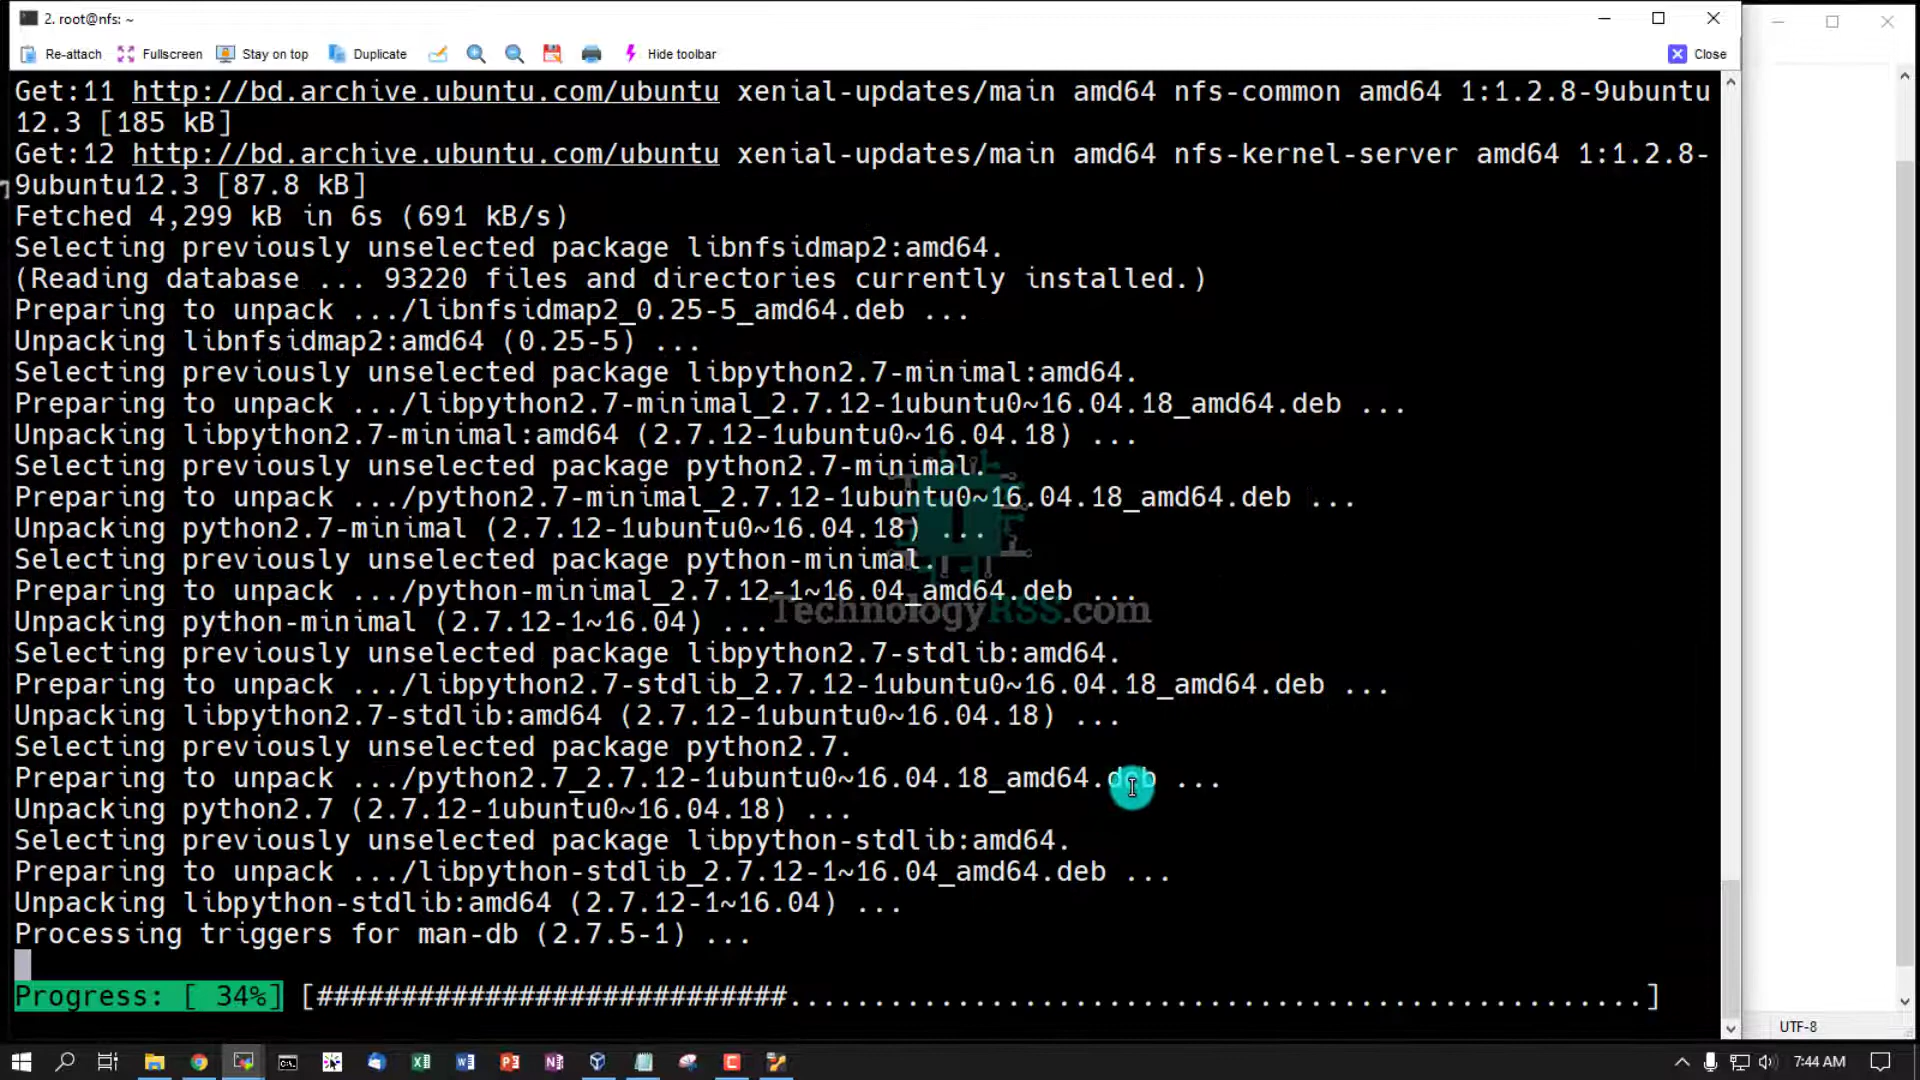 2. root@nfs: ~
Re-attach Fullscreen Stay on top Duplicate Hide toolbar Close
Get:11 http://bd.archive.ubuntu.com/ubuntu xenial-updates/main amd64 nfs-common amd64 1:1.2.8-9ubuntu
12.3 [185 kB]
Get:12 http://bd.archive.ubuntu.com/ubuntu xenial-updates/main amd64 nfs-kernel-server amd64 1:1.2.8-
9ubuntu12.3 [87.8 kB]
Fetched 4,299 kB in 6s (691 kB/s)
Selecting previously unselected package libnfsidmap2:amd64.
(Reading database ... 93220 files and directories currently installed.)
Preparing to unpack .../libnfsidmap2_0.25-5_amd64.deb ...
Unpacking libnfsidmap2:amd64 (0.25-5) ...
Selecting previously unselected package libpython2.7-minimal:amd64.
Preparing to unpack .../libpython2.7-minimal_2.7.12-1ubuntu0~16.04.18_amd64.deb ...
Unpacking libpython2.7-minimal:amd64 (2.7.12-1ubuntu0~16.04.18) ...
Selecting previously unselected package python2.7-minimal.
Preparing to unpack .../python2.7-minimal_2.7.12-1ubuntu0~16.04.18_amd64.deb ...
Unpacking python2.7-minimal (2.7.12-1ubuntu0~16.04.18) ...
Selecting previously unselected package python-minimal.
Preparing to unpack .../python-minimal_2.7.12-1~16.04_amd64.deb ...
TechnologyRSS.com
Unpacking python-minimal (2.7.12-1~16.04) ...
Selecting previously unselected package libpython2.7-stdlib:amd64.
Preparing to unpack .../libpython2.7-stdlib_2.7.12-1ubuntu0~16.04.18_amd64.deb ...
Unpacking libpython2.7-stdlib:amd64 (2.7.12-1ubuntu0~16.04.18) ...
Selecting previously unselected package python2.7.
Preparing to unpack .../python2.7_2.7.12-1ubuntu0~16.04.18_amd64.deb ...
Unpacking python2.7 (2.7.12-1ubuntu0~16.04.18) ...
Selecting previously unselected package libpython-stdlib:amd64.
Preparing to unpack .../libpython-stdlib_2.7.12-1~16.04_amd64.deb ...
Unpacking libpython-stdlib:amd64 (2.7.12-1~16.04) ...
Processing triggers for man-db (2.7.5-1) ...
Progress: [ 34%] [############################..................................................]
UTF-8
7:44 AM